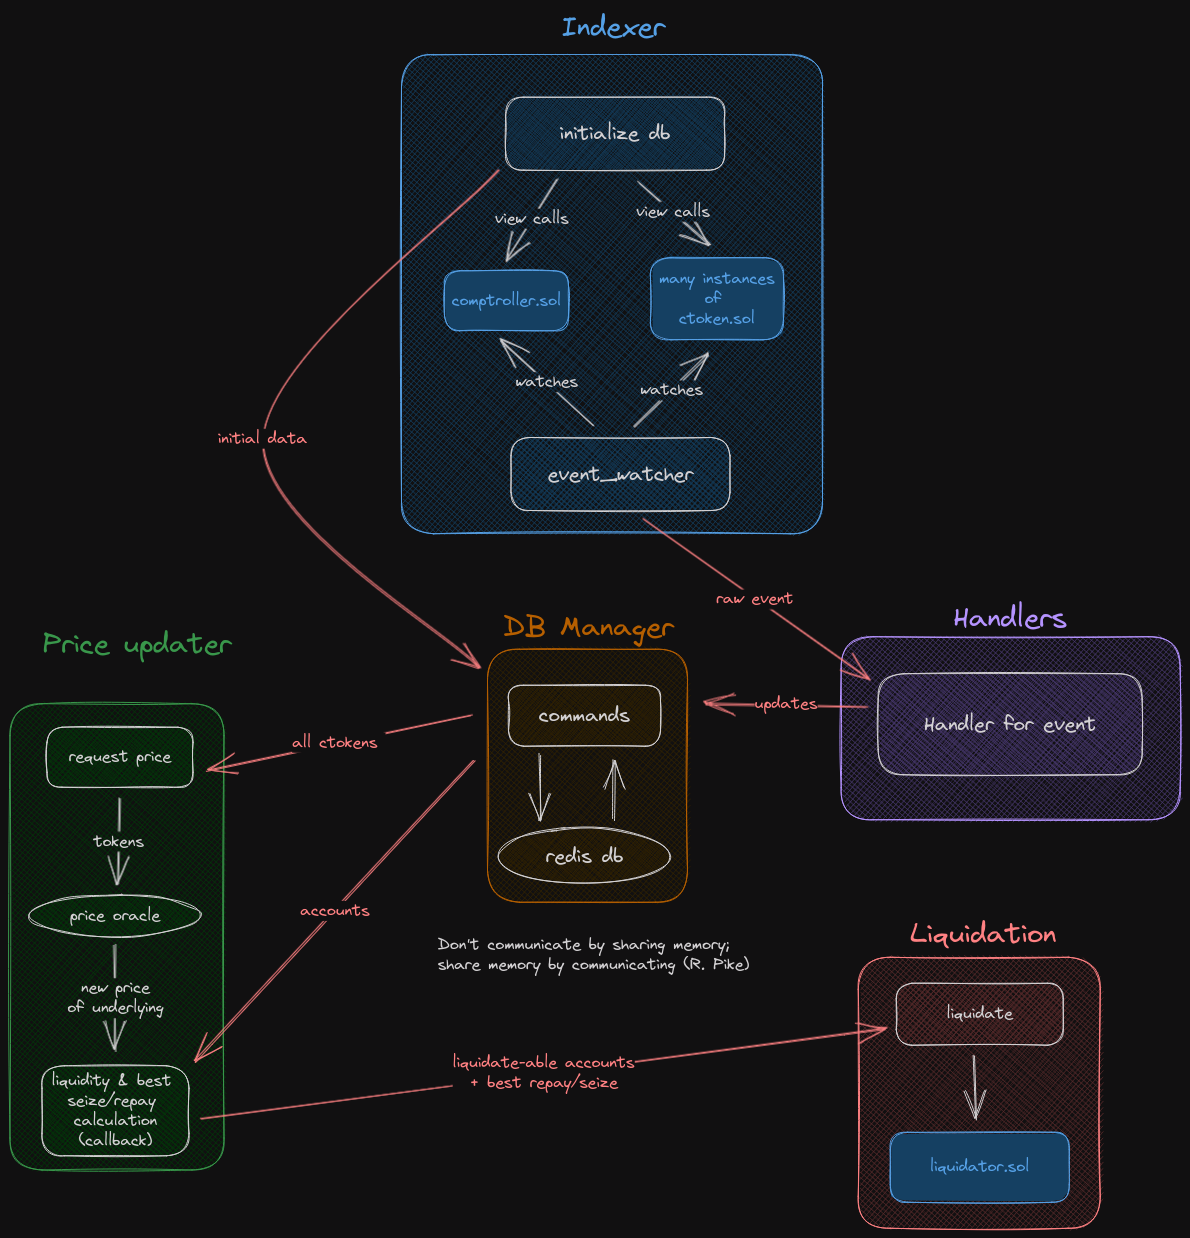 Indexer
initialize db
view calls
view calls
comptroller.sol
many instances
of
ctoken.sol
watches
watches
event_watcher
initial data
raw event
Price updater
DB Manager
Handlers
request price
all ctokens
commands
updates
Handler for event
tokens
redis db
price oracle
accounts
new price
of underlying
Don't communicate by sharing memory;
share memory by communicating (R. Pike)
liquidity & best
seize/repay
calculation
(callback)
liquidate-able accounts
+ best repay/seize
Liquidation
liquidate
liquidator.sol